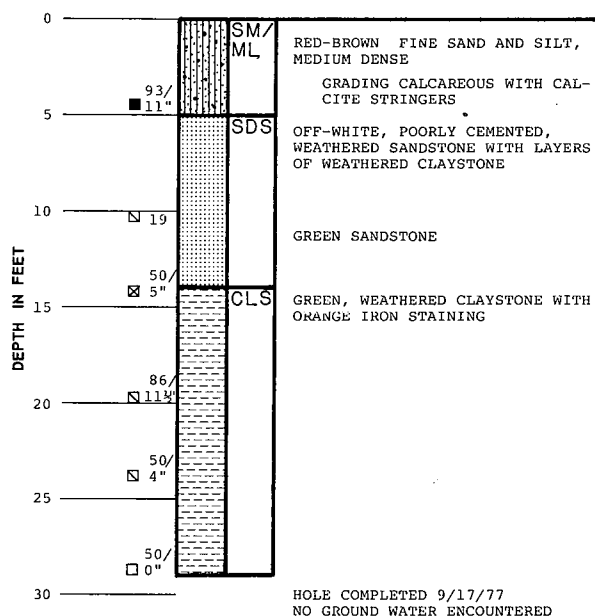 0
SM/
ML
RED-BROWN FINE SAND AND SILT,
MEDIUM DENSE
GRADING CALCAREOUS WITH CAL-
CITE STRINGERS
93/
11"
5
SDS
OFF-WHITE, POORLY CEMENTED,
WEATHERED SANDSTONE WITH LAYERS
OF WEATHERED CLAYSTONE
10
19
GREEN SANDSTONE
50/
5"
CLS
GREEN, WEATHERED CLAYSTONE WITH
ORANGE IRON STAINING
15
86/
11½"
20
50/
4"
25
50/
0"
30
HOLE COMPLETED 9/17/77
NO GROUND WATER ENCOUNTERED
DEPTH IN FEET